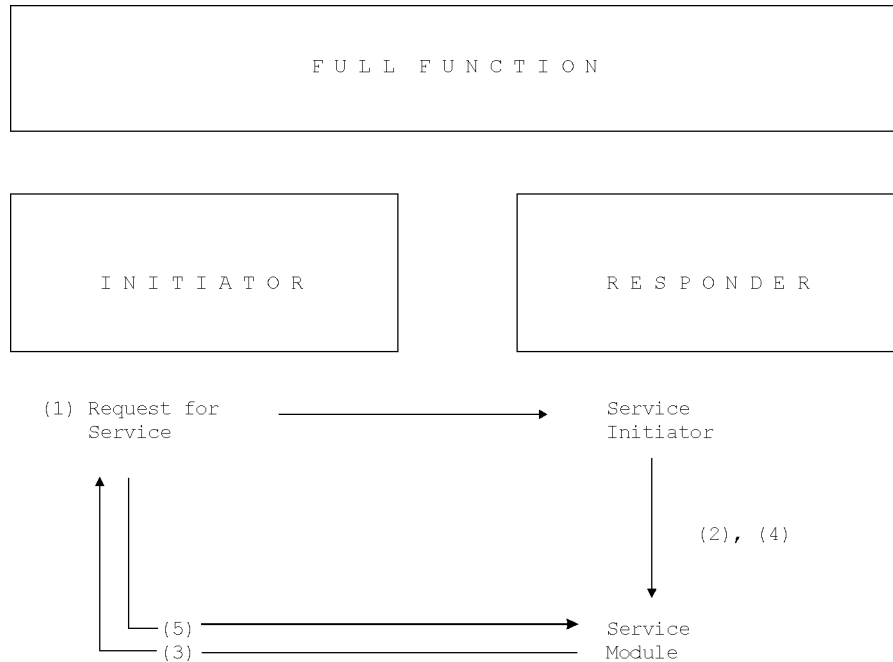 F U L L F U N C T I O N
I N I T I A T O R
R E S P O N D E R
(1) Request for
Service
Service
Initiator
(2), (4)
(5)
(3)
Service
Module